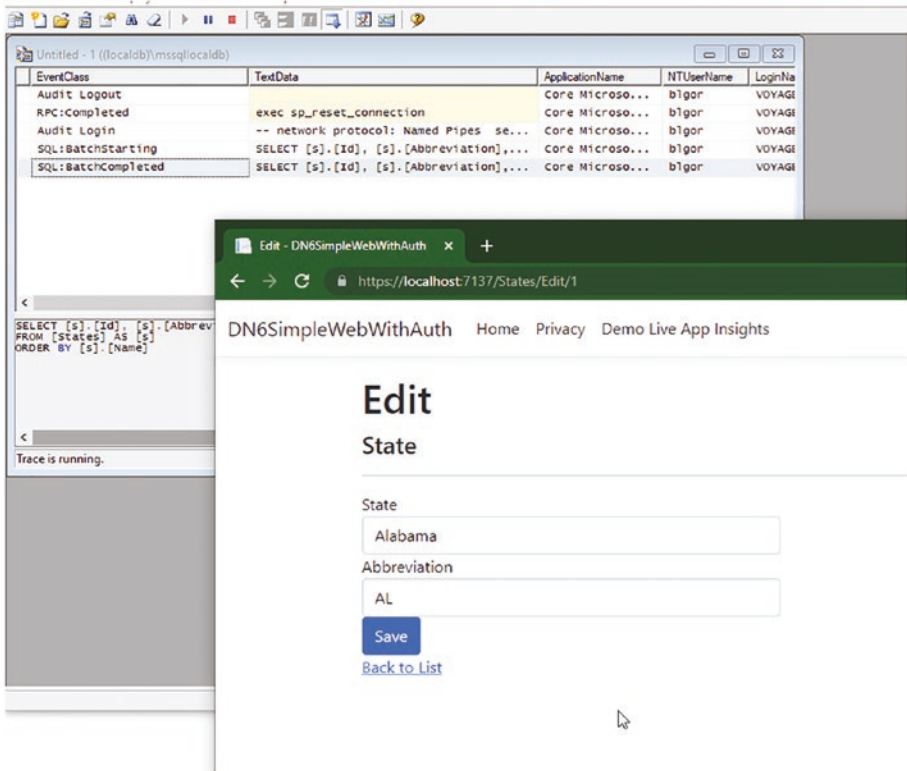 Untitled - 1 ((localdb)\mssqllocaldb)
EventClass TextData ApplicationName NTUserName LoginNa
Audit Logout Core Microso... blgor VOYAGE
RPC:Completed exec sp_reset_connection Core Microso... blgor VOYAGE
Audit Login -- network protocol: Named Pipes se... Core Microso... blgor VOYAGE
SQL:BatchStarting SELECT [s].[Id], [s].[Abbreviation],... Core Microso... blgor VOYAGE
SQL:BatchCompleted SELECT [s].[Id], [s].[Abbreviation],... Core Microso... blgor VOYAGE
SELECT [s].[Id], [s].[Abbrev
FROM [States] AS [s]
ORDER BY [s].[Name]
Trace is running.
Edit - DN6SimpleWebWithAuth
https://localhost:7137/States/Edit/1
DN6SimpleWebWithAuth Home Privacy Demo Live App Insights
Edit
State
State
Alabama
Abbreviation
AL
Save
Back to List